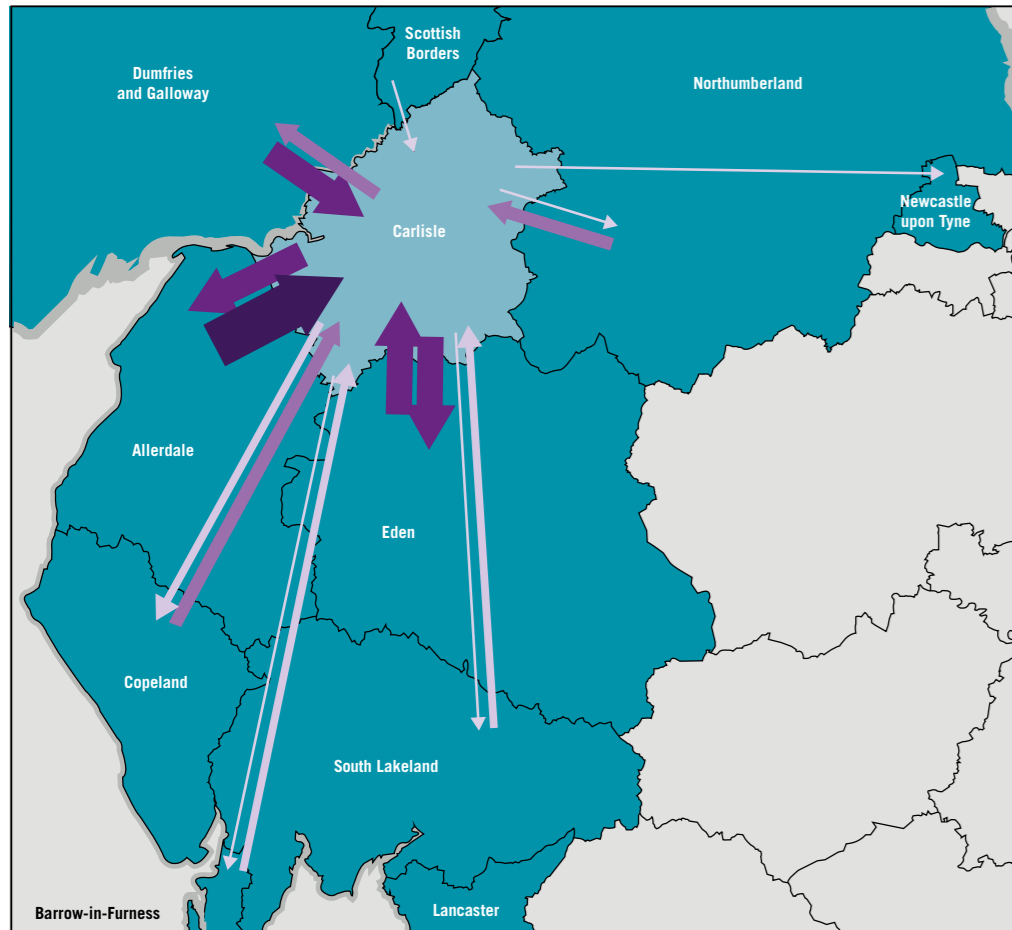 Scottish
Borders
Dumfries
and Galloway
Northumberland
Newcastle
upon Tyne
Carlisle
Allerdale
Eden
Copeland
South Lakeland
Barrow-in-Furness
Lancaster